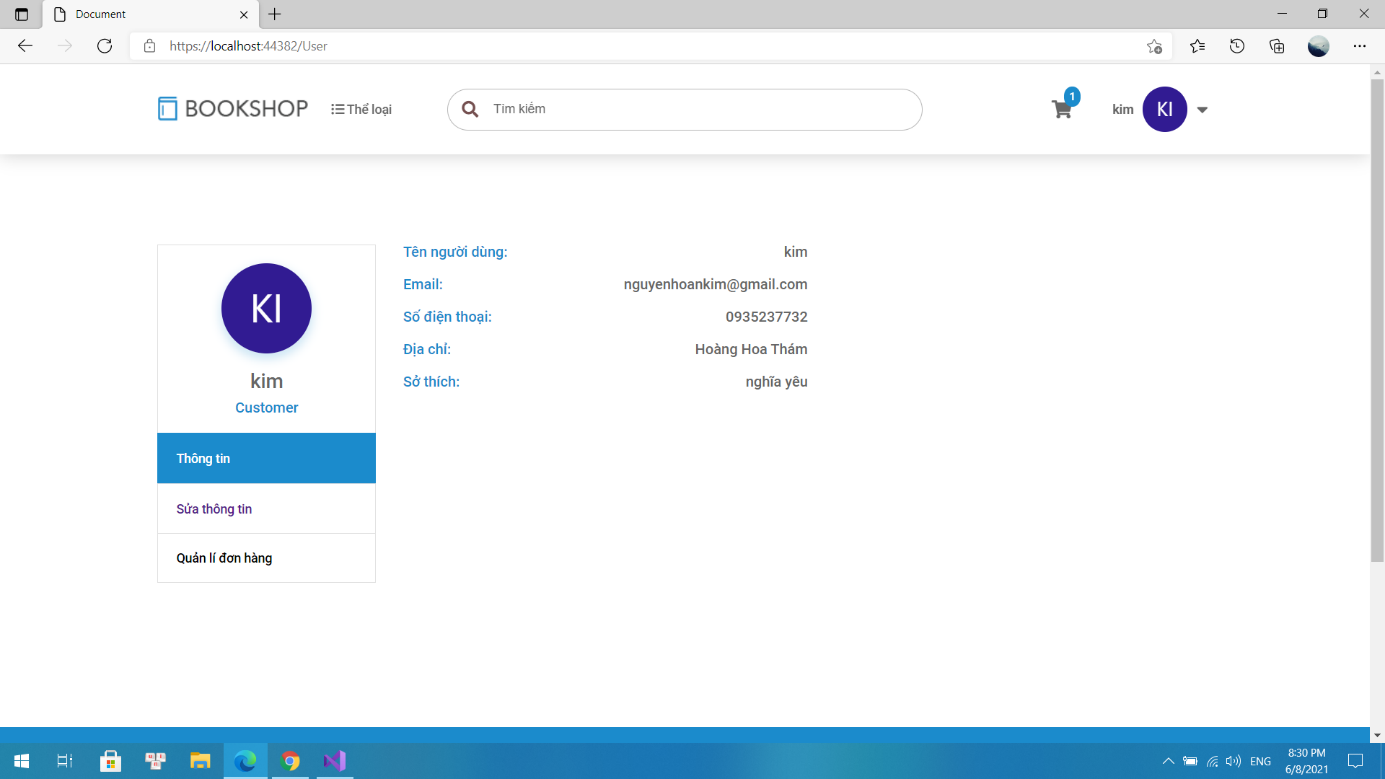 Document
https://localhost:44382/User
BOOKSHOP
Thể loại
Tìm kiếm
1
kim
KI
KI
kim
Customer
Thông tin
Sửa thông tin
Quản lí đơn hàng
Tên người dùng: kim
Email: nguyenhoankim@gmail.com
Số điện thoại: 0935237732
Địa chỉ: Hoàng Hoa Thám
Sở thích: nghĩa yêu
ENG
8:30 PM
6/8/2021